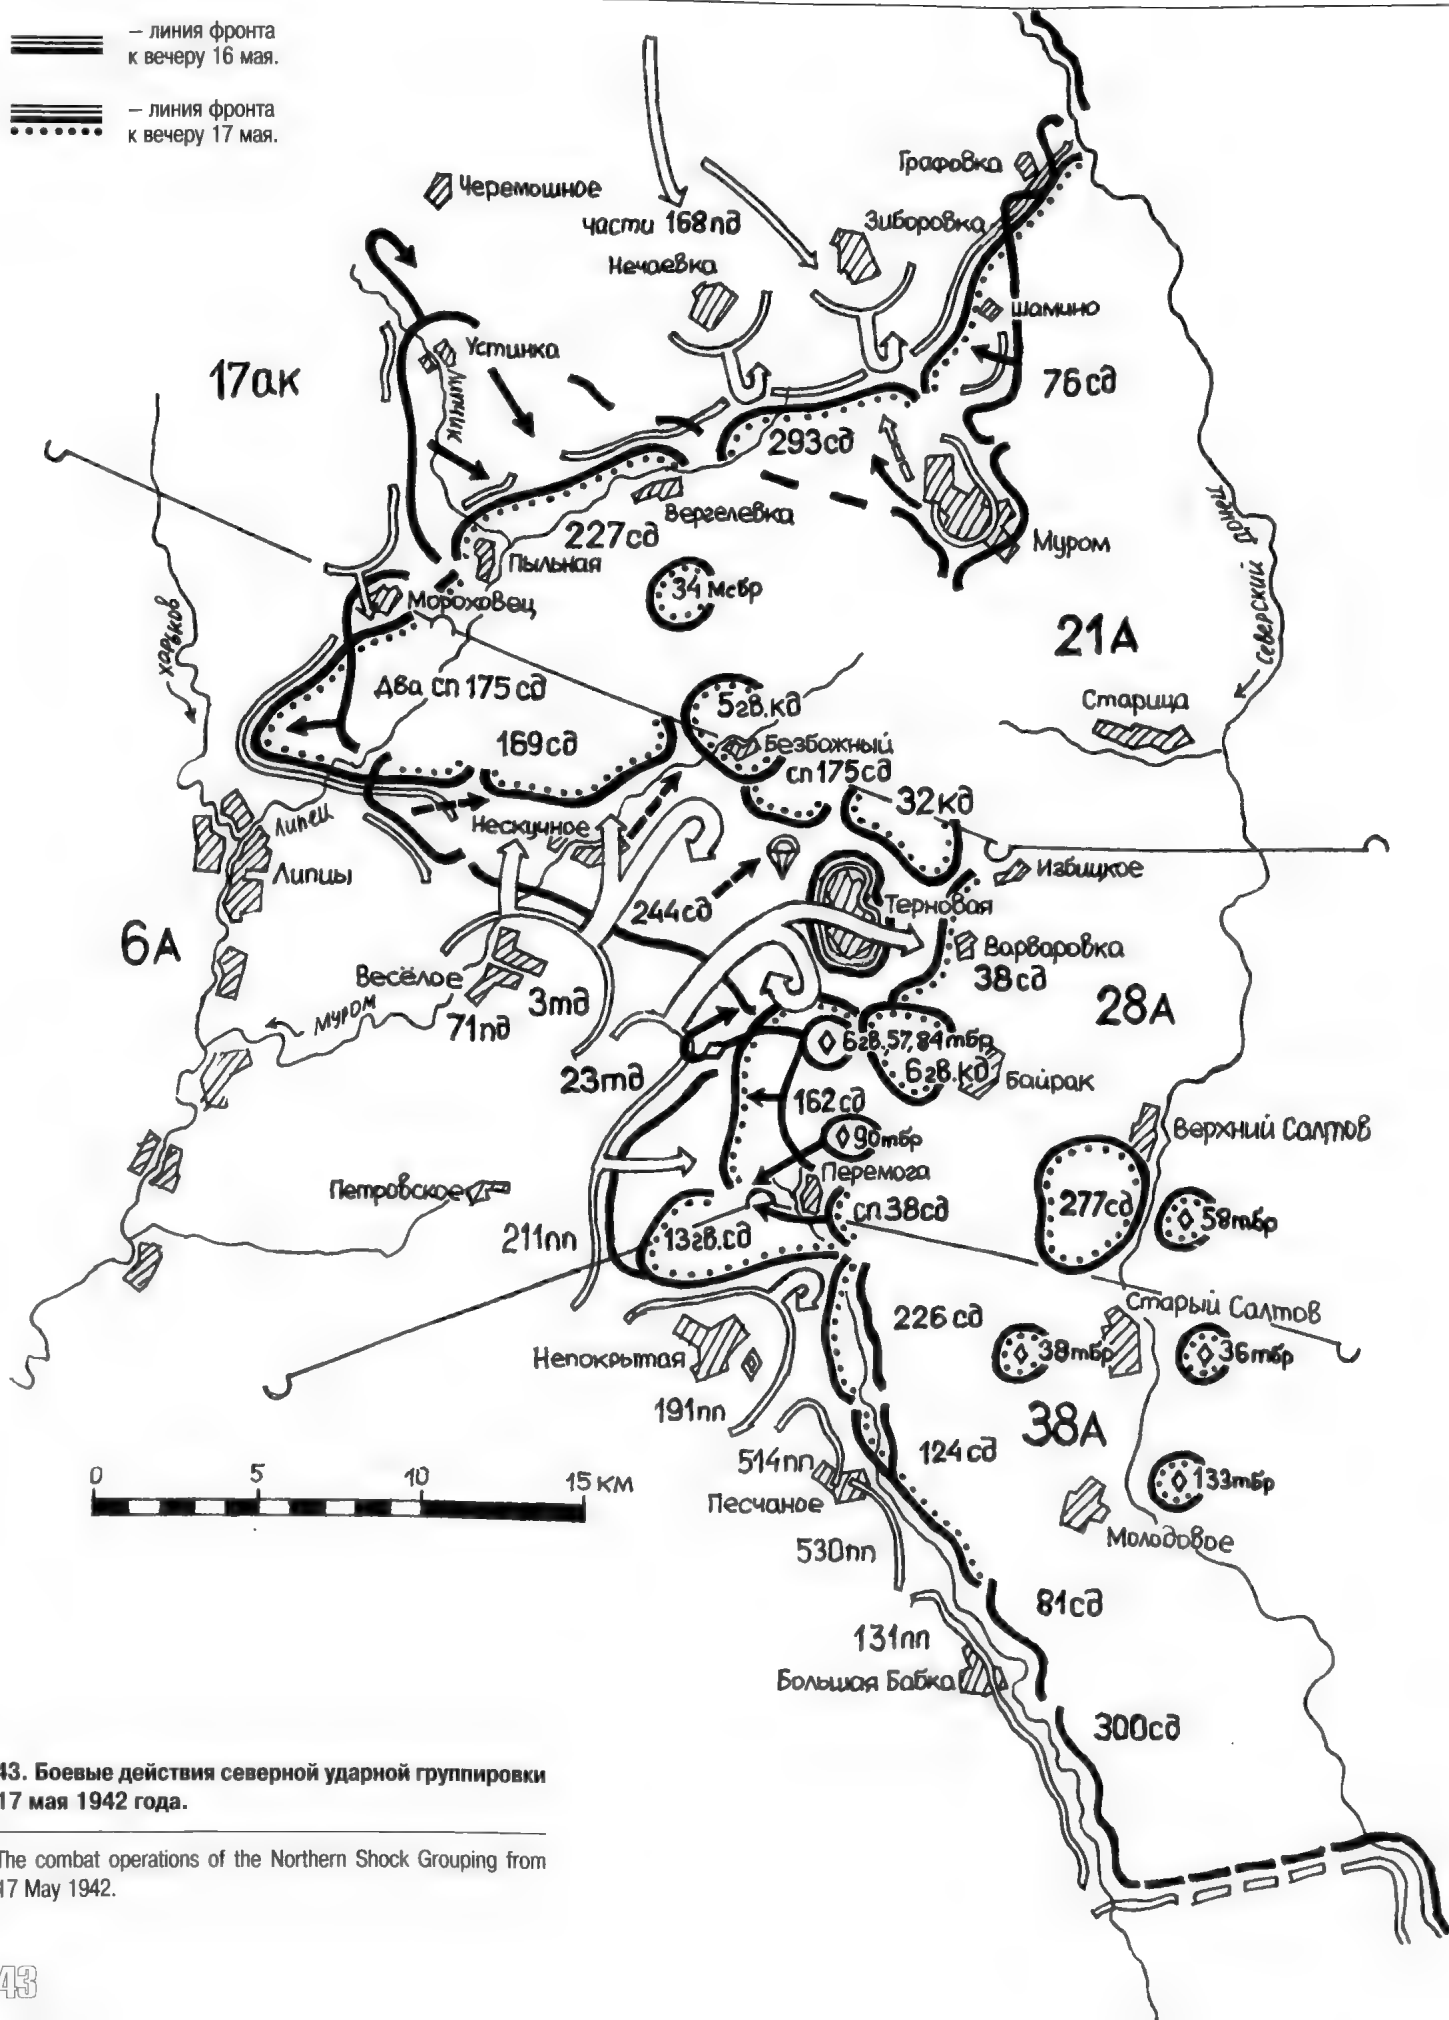 – линия фронта
к вечеру 16 мая.
– линия фронта
к вечеру 17 мая.
Графовка
Черемошное
части 168пд
Зиборовка
Нечаевка
Шамино
Устинка
17ак
Липчик
76сд
293сд
Вергелевка
227сд
Северский Донец
Муром
Пыльная
34 мсбр
Мороховец
Харьков
21А
два сп 175сд
5гв.кд
Старица
169сд
Безбожный
сп175сд
32кд
Нескучное
Липец
Липцы
Избицкое
244сд
Терновая
6А
Варваровка
Весёлое
38сд
3тд
28А
Муром
71пд
6гв.,57,84тбр
23тд
6гв.кд
Байрак
162сд
90тбр
Верхний Салтов
Перемога
Петровское
277сд
сп38сд
58тбр
211пп
13гв.сд
Старый Салтов
226сд
38тбр
36тбр
Непокрытая
191пп
38А
124сд
514пп
0 5 10 15 км
133тбр
Песчаное
Молодовое
530пп
81сд
131пп
Большая Бабка
300сд
43. Боевые действия северной ударной группировки
17 мая 1942 года.
The combat operations of the Northern Shock Grouping from
17 May 1942.
43